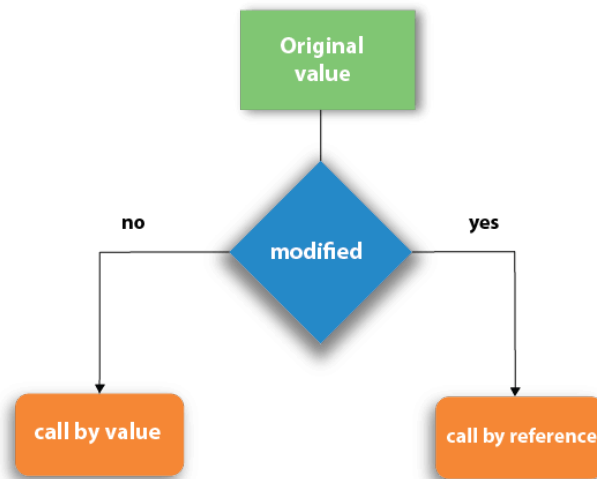 Original
value
no
yes
modified
call by value
call by reference